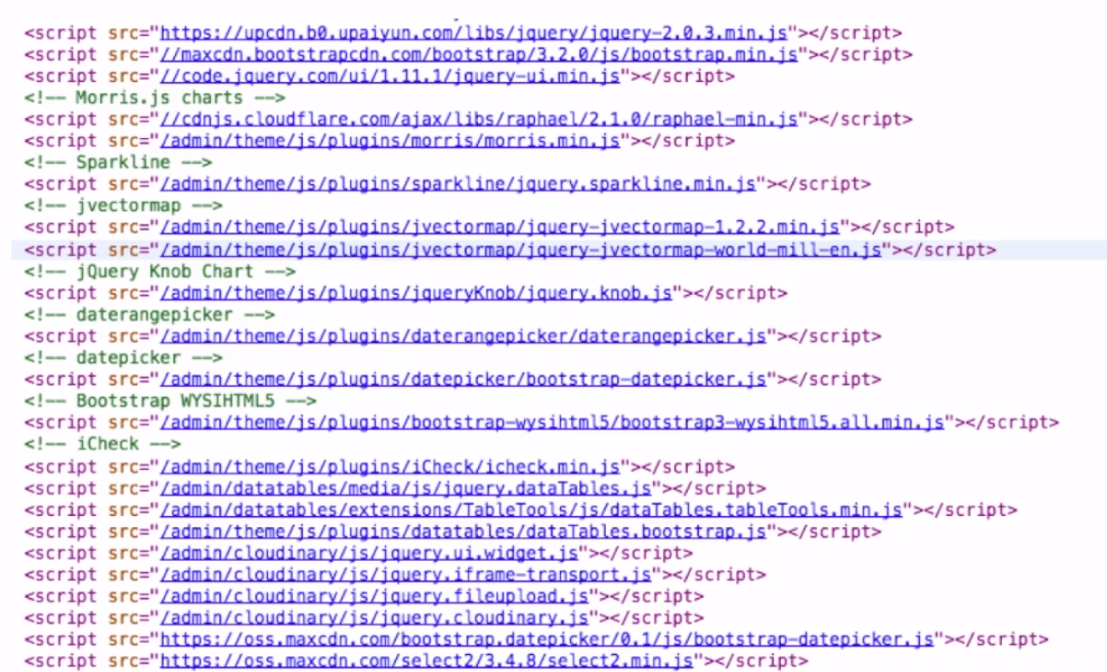 <script src="https://upcdn.b0.upaiyun.com/libs/jquery/jquery-2.0.3.min.js"></script>
<script src="//maxcdn.bootstrapcdn.com/bootstrap/3.2.0/js/bootstrap.min.js"></script>
<script src="//code.jquery.com/ui/1.11.1/jquery-ui.min.js"></script>
<!-- Morris.js charts -->
<script src="//cdnjs.cloudflare.com/ajax/libs/raphael/2.1.0/raphael-min.js"></script>
<script src="/admin/theme/js/plugins/morris/morris.min.js"></script>
<!-- Sparkline -->
<script src="/admin/theme/js/plugins/sparkline/jquery.sparkline.min.js"></script>
<!-- jvectormap -->
<script src="/admin/theme/js/plugins/jvectormap/jquery-jvectormap-1.2.2.min.js"></script>
<script src="/admin/theme/js/plugins/jvectormap/jquery-jvectormap-world-mill-en.js"></script>
<!-- jQuery Knob Chart -->
<script src="/admin/theme/js/plugins/jqueryKnob/jquery.knob.js"></script>
<!-- daterangepicker -->
<script src="/admin/theme/js/plugins/daterangepicker/daterangepicker.js"></script>
<!-- datepicker -->
<script src="/admin/theme/js/plugins/datepicker/bootstrap-datepicker.js"></script>
<!-- Bootstrap WYSIHTML5 -->
<script src="/admin/theme/js/plugins/bootstrap-wysihtml5/bootstrap3-wysihtml5.all.min.js"></script>
<!-- iCheck -->
<script src="/admin/theme/js/plugins/iCheck/icheck.min.js"></script>
<script src="/admin/datatables/media/js/jquery.dataTables.js"></script>
<script src="/admin/datatables/extensions/TableTools/js/dataTables.tableTools.min.js"></script>
<script src="/admin/theme/js/plugins/datatables/dataTables.bootstrap.js"></script>
<script src="/admin/cloudinary/js/jquery.ui.widget.js"></script>
<script src="/admin/cloudinary/js/jquery.iframe-transport.js"></script>
<script src="/admin/cloudinary/js/jquery.fileupload.js"></script>
<script src="/admin/cloudinary/js/jquery.cloudinary.js"></script>
<script src="https://oss.maxcdn.com/bootstrap.datepicker/0.1/js/bootstrap-datepicker.js"></script>
<script src="https://oss.maxcdn.com/select2/3.4.8/select2.min.js"></script>